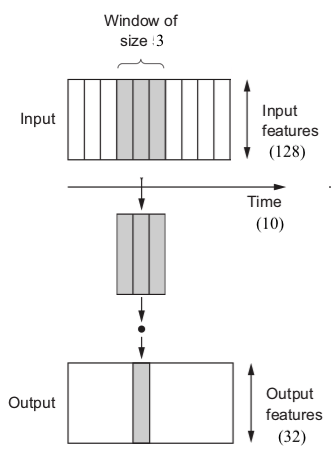 Window of
size 3
Input
Input
features
(128)
Time
(10)
Output
Output
features
(32)